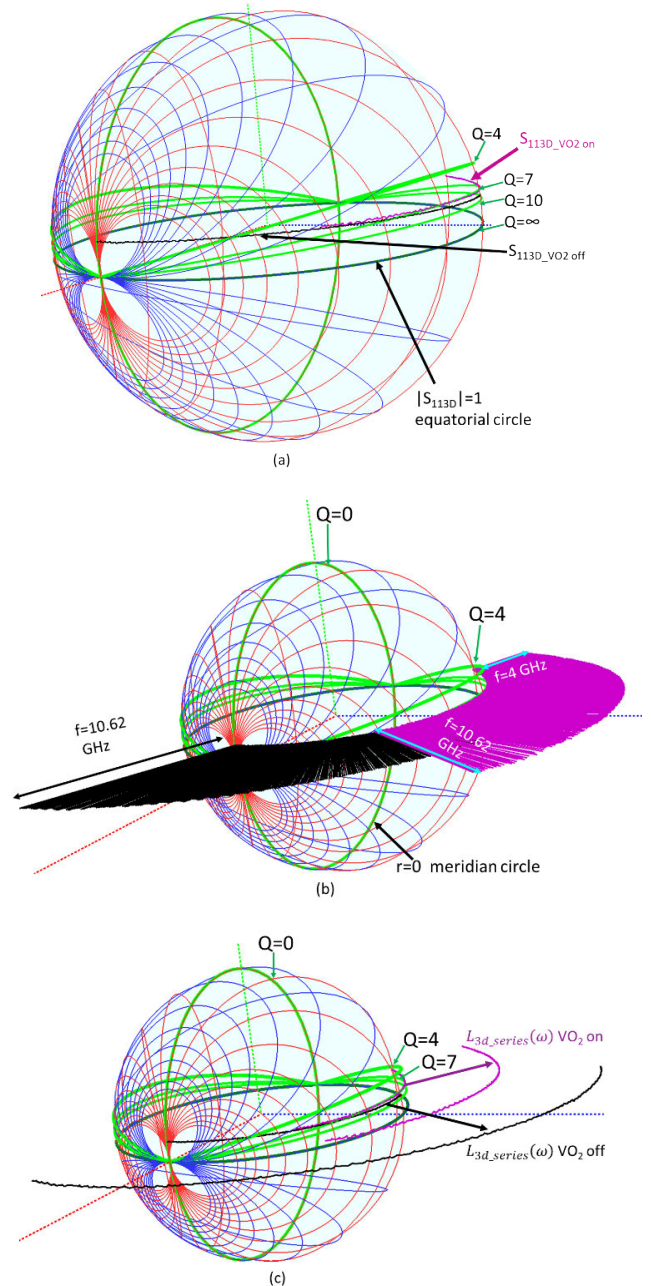 Q=4
S113D_VO2 on
Q=7
Q=10
Q=∞
S113D_VO2 off
|S113D|=1
equatorial circle
(a)
Q=0
Q=4
f=4 GHz
f=10.62
GHz
f=10.62
GHz
r=0 meridian circle
(b)
Q=0
Q=4
Q=7
L3d_series(ω) VO2 on
L3d_series(ω) VO2 off
(c)